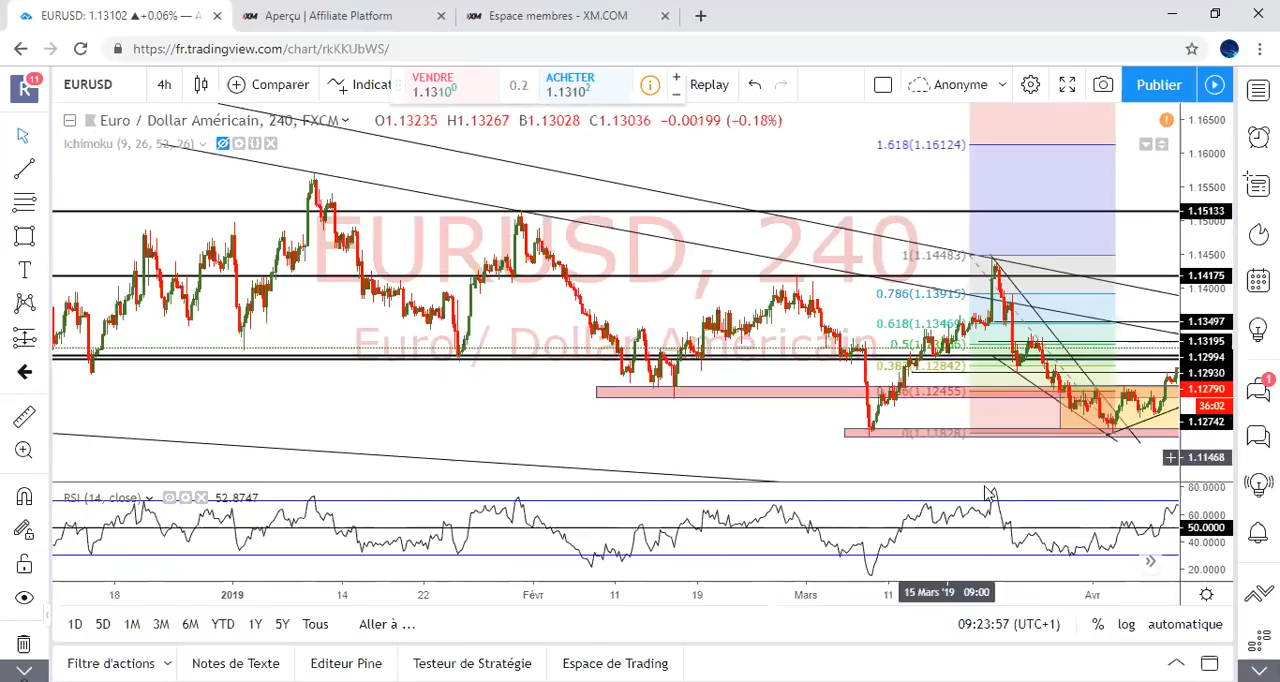 EURUSD: 1.13102 ▲+0.06% — A
Aperçu | Affiliate Platform
Espace membres - XM.COM
https://fr.tradingview.com/chart/rkKKUbWS/
R
11
EURUSD
4h
Comparer
Indicat
VENDRE
1.13100
0.2
ACHETER
1.13102
Replay
Anonyme
Publier
Euro / Dollar Américain, 240, FXCM
O1.13235 H1.13267 B1.13028 C1.13036 −0.00199 (−0.18%)
Ichimoku (9, 26, 52, 26)
EURUSD, 240
Euro / Dollar Américain
1.618(1.16124)
1(1.14483)
0.786(1.13915)
0(1.11828)
1.16500
1.16000
1.15500
1.15133
1.15000
1.14500
1.14175
1.14000
1.13497
1.13195
1.12994
1.12930
1.12790
36:02
1.12742
1.11468
RSI (14, close)
52.8747
80.0000
60.0000
50.0000
40.0000
20.0000
18
2019
14
22
Févr
11
19
Mars
11
15 Mars '19 09:00
Avr
1D 5D 1M 3M 6M YTD 1Y 5Y Tous
Aller à ...
09:23:57 (UTC+1)
% log automatique
Filtre d'actions
Notes de Texte
Editeur Pine
Testeur de Stratégie
Espace de Trading
1